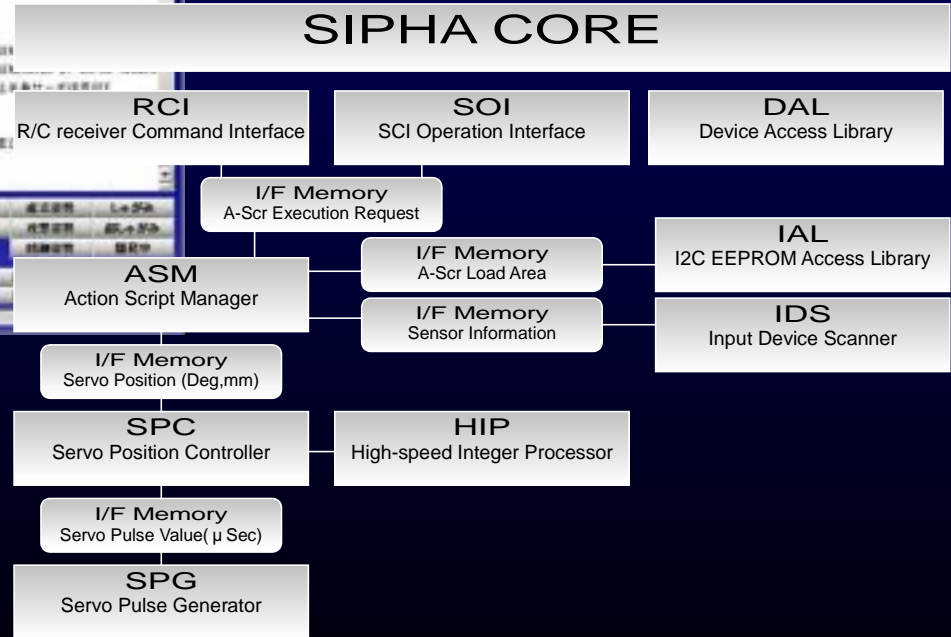 SIPHA CORE
RCI
R/C receiver Command Interface
SOI
SCI Operation Interface
DAL
Device Access Library
I/F Memory
A-Scr Execution Request
I/F Memory
A-Scr Load Area
IAL
I2C EEPROM Access Library
ASM
Action Script Manager
I/F Memory
Sensor Information
IDS
Input Device Scanner
I/F Memory
Servo Position (Deg,mm)
SPC
Servo Position Controller
HIP
High-speed Integer Processor
I/F Memory
Servo Pulse Value( μ Sec)
SPG
Servo Pulse Generator